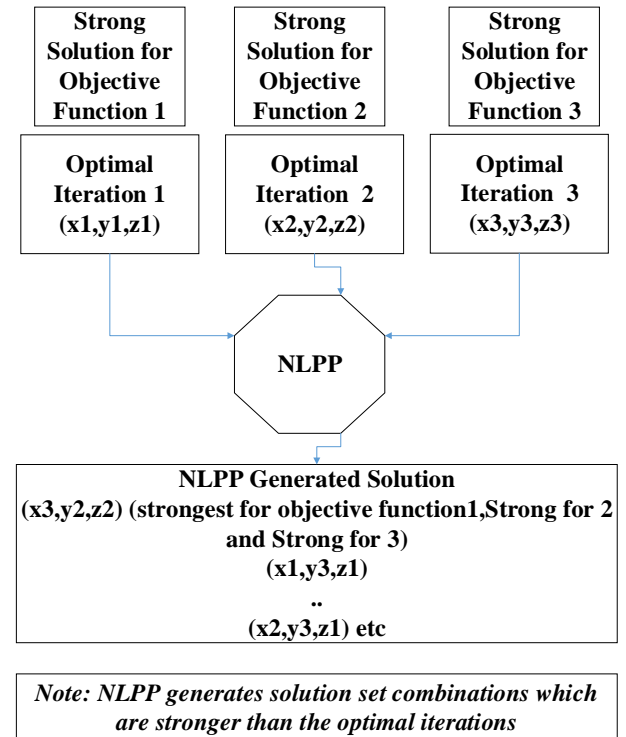 Strong
Solution for
Objective
Function 1
Strong
Solution for
Objective
Function 2
Strong
Solution for
Objective
Function 3
Optimal
Iteration 1
(x1,y1,z1)
Optimal
Iteration 2
(x2,y2,z2)
Optimal
Iteration 3
(x3,y3,z3)
NLPP
NLPP Generated Solution
(x3,y2,z2) (strongest for objective function1,Strong for 2
and Strong for 3)
(x1,y3,z1)
..
(x2,y3,z1) etc
Note: NLPP generates solution set combinations which
are stronger than the optimal iterations